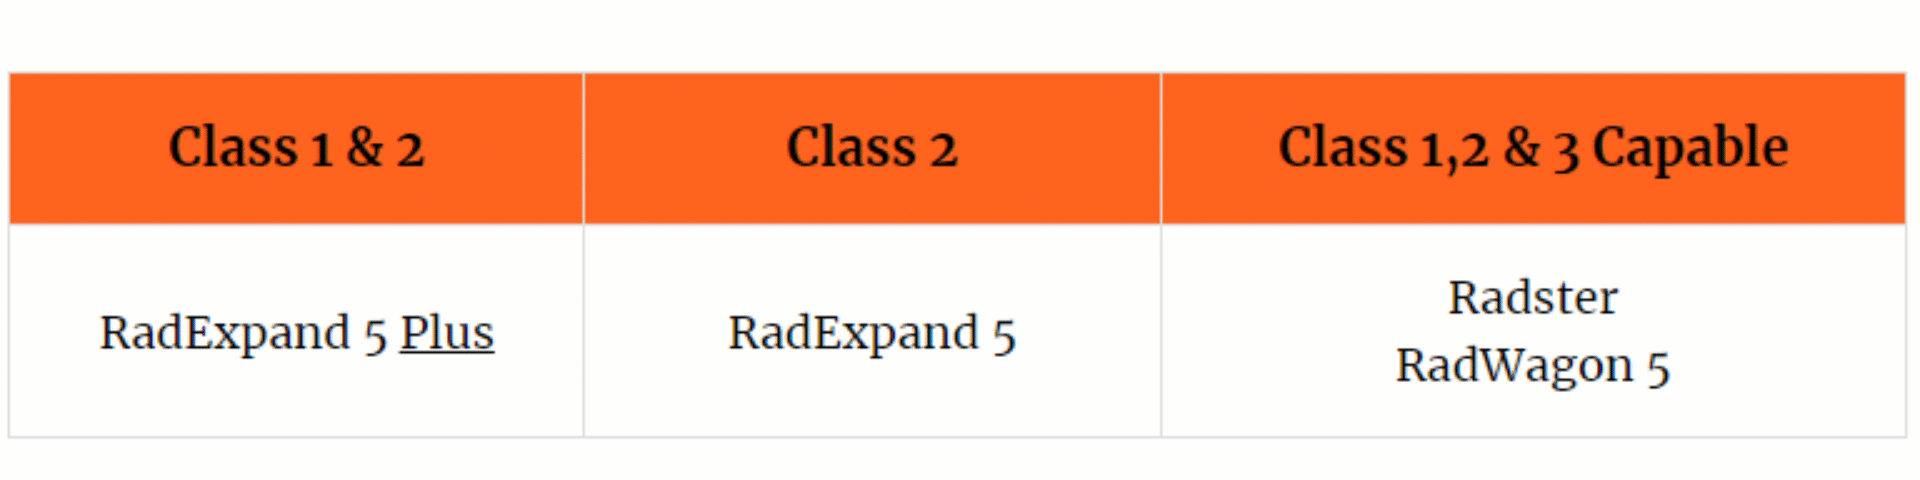 Class 1 & 2
Class 2
Class 1,2 & 3 Capable
RadExpand 5 Plus
RadExpand 5
Radster
RadWagon 5